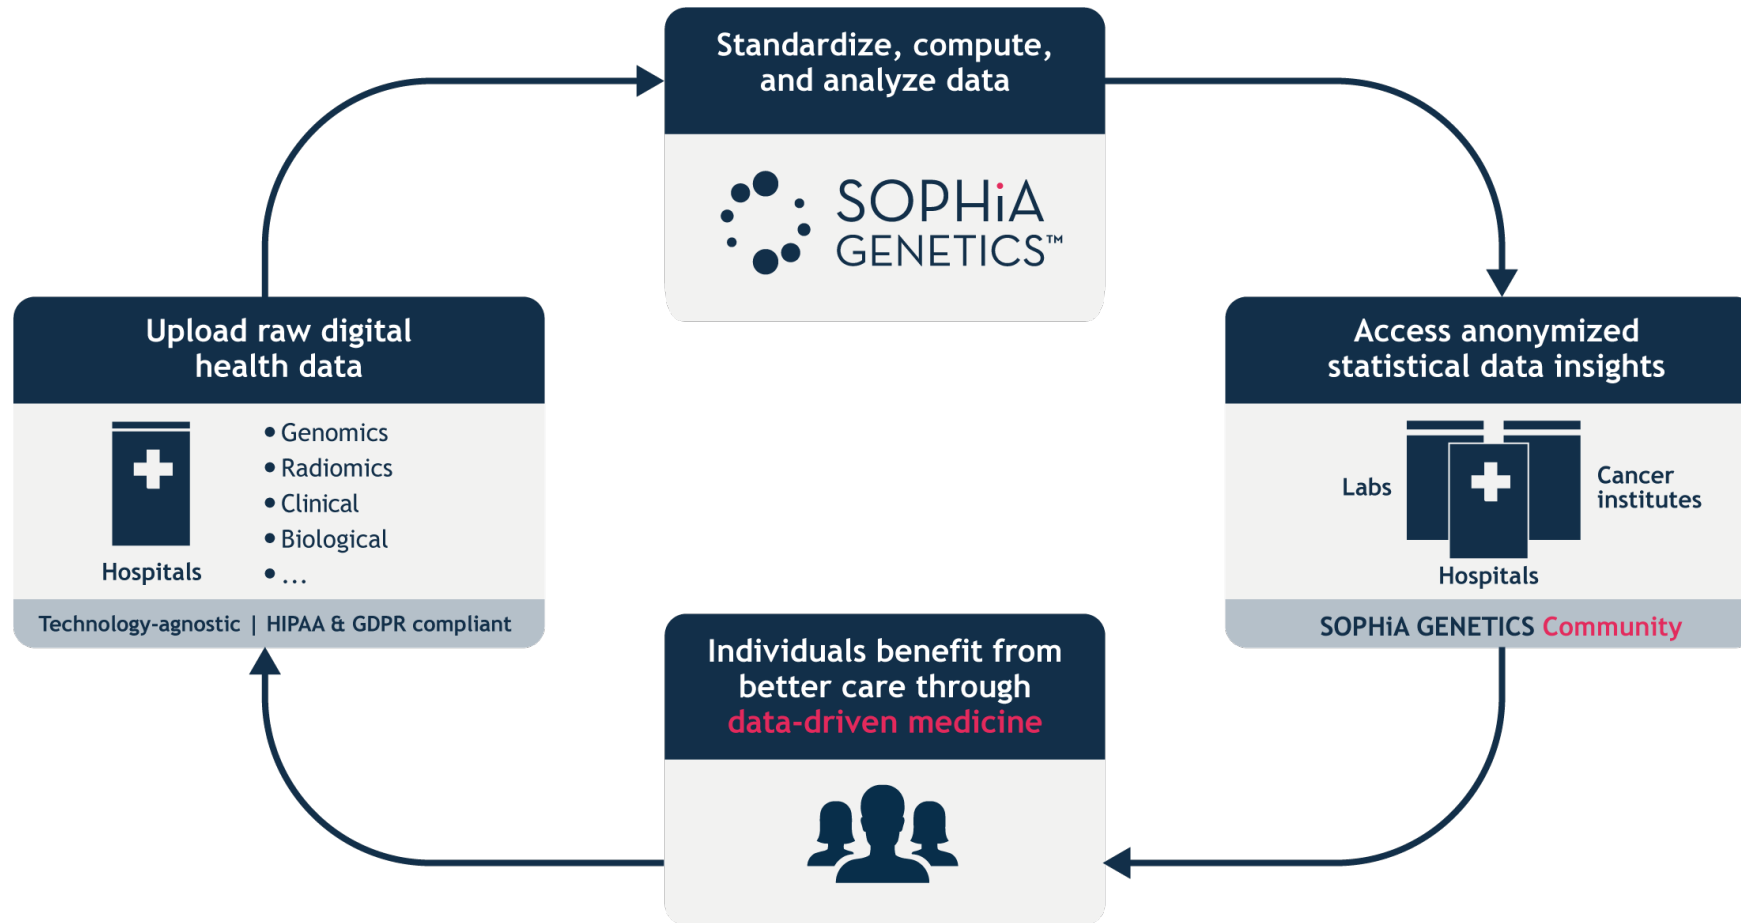 Standardize, compute,
and analyze data
SOPHiA
GENETICS™
Upload raw digital
health data
• Genomics
• Radiomics
• Clinical
• Biological
• ...
Hospitals
Technology-agnostic | HIPAA & GDPR compliant
Access anonymized
statistical data insights
Labs
Cancer
institutes
Hospitals
SOPHiA GENETICS Community
Individuals benefit from
better care through
data-driven medicine